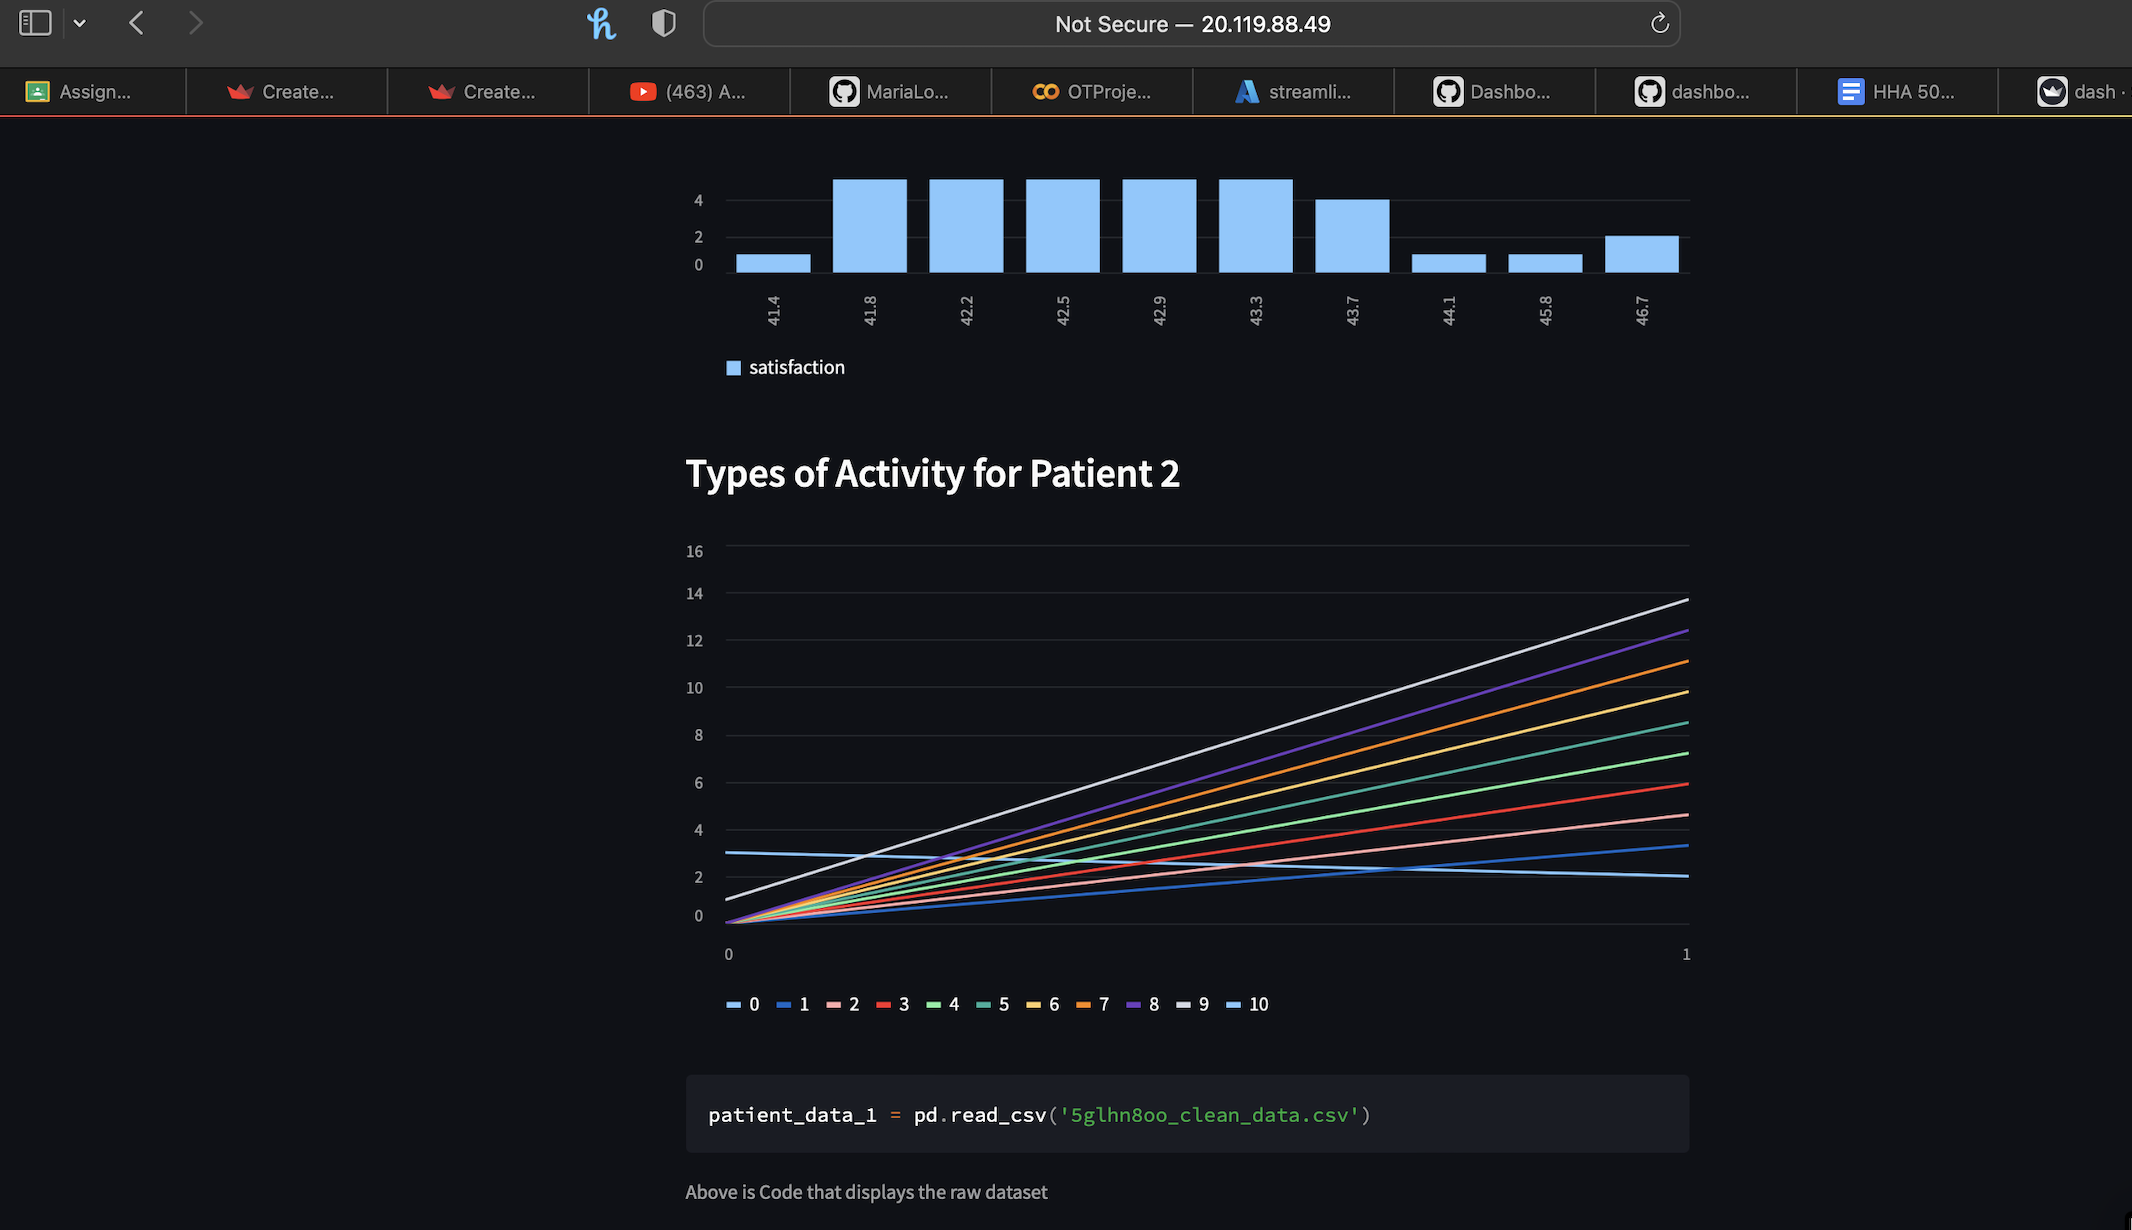 Not Secure — 20.119.88.49
Assign...
Create...
Create...
(463) A...
MariaLo...
OTProje...
streamli...
Dashbo...
dashbo...
HHA 50...
dash ·
4
2
0
41.4 41.8 42.2 42.5 42.9 43.3 43.7 44.1 45.8 46.7
satisfaction
Types of Activity for Patient 2
16
14
12
10
8
6
4
2
0
0 1
0 1 2 3 4 5 6 7 8 9 10
patient_data_1 = pd.read_csv('5glhn8oo_clean_data.csv')
Above is Code that displays the raw dataset